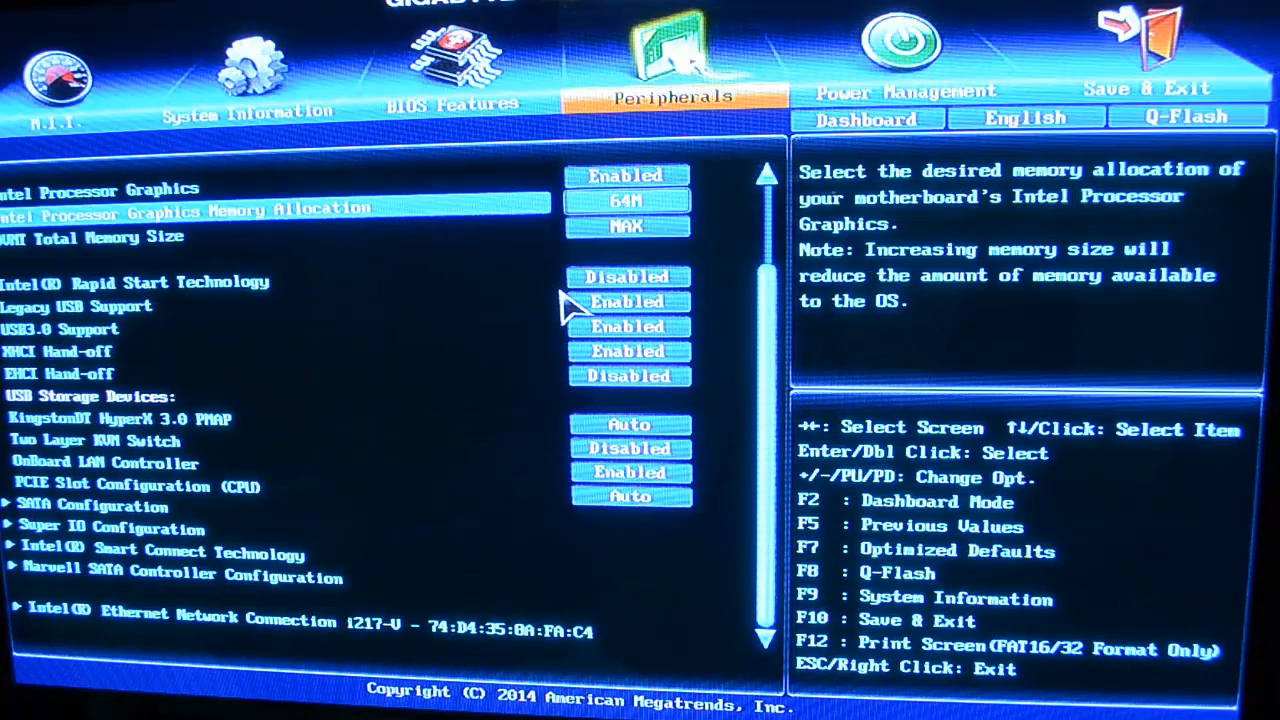 GIGABYTE
M.I.T.
System Information
BIOS Features
Peripherals
Power Management
Save & Exit
Dashboard
English
Q-Flash
ntel Processor Graphics
Enabled
ntel Processor Graphics Memory Allocation
64M
DVMT Total Memory Size
MAX
Intel(R) Rapid Start Technology
Disabled
Legacy USB Support
Enabled
USB3.0 Support
Enabled
XHCI Hand-off
Enabled
EHCI Hand-off
Disabled
USB Storage Devices:
KingstonDT HyperX 3.0 PMAP
Auto
Two Layer KVM Switch
Disabled
OnBoard LAN Controller
Enabled
PCIE Slot Configuration (CPU)
Auto
SATA Configuration
Super IO Configuration
Intel(R) Smart Connect Technology
Marvell SATA Controller Configuration
Intel(R) Ethernet Network Connection i217-V - 74:D4:35:8A:FA:C4
Select the desired memory allocation of
your motherboard's Intel Processor
Graphics.
Note: Increasing memory size will
reduce the amount of memory available
to the OS.
→←: Select Screen ↑↓/Click: Select Item
Enter/Dbl Click: Select
+/-/PU/PD: Change Opt.
F2 : Dashboard Mode
F5 : Previous Values
F7 : Optimized Defaults
F8 : Q-Flash
F9 : System Information
F10 : Save & Exit
F12 : Print Screen(FAT16/32 Format Only)
ESC/Right Click: Exit
Copyright (C) 2014 American Megatrends, Inc.